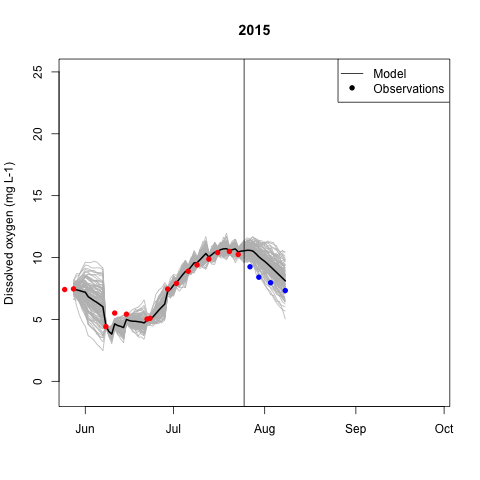 2015
Model
Observations
Dissolved oxygen (mg L-1)
25
20
15
10
5
0
Jun
Jul
Aug
Sep
Oct